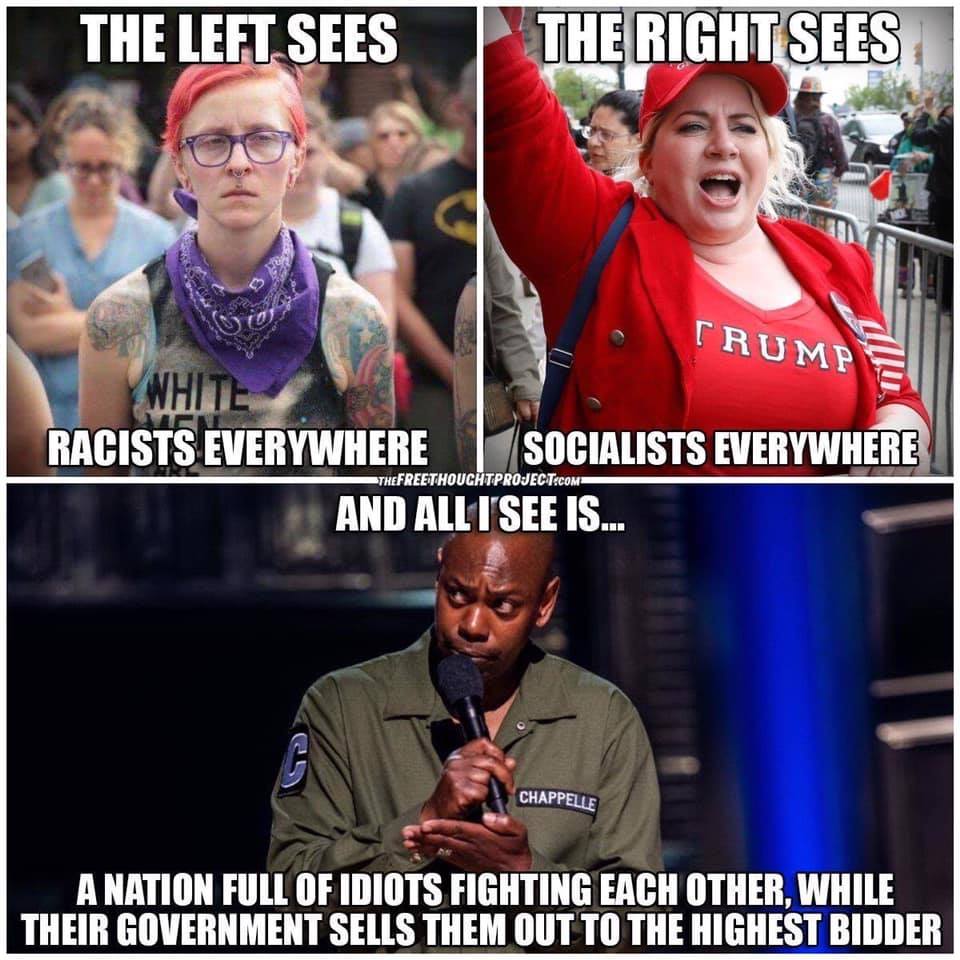 THE LEFT SEES
THE RIGHT SEES
WHITE
MEN
TRUMP
RACISTS EVERYWHERE
SOCIALISTS EVERYWHERE
THEFREETHOUGHTPROJECT.COM
AND ALL I SEE IS...
C
CHAPPELLE
A NATION FULL OF IDIOTS FIGHTING EACH OTHER, WHILE
THEIR GOVERNMENT SELLS THEM OUT TO THE HIGHEST BIDDER